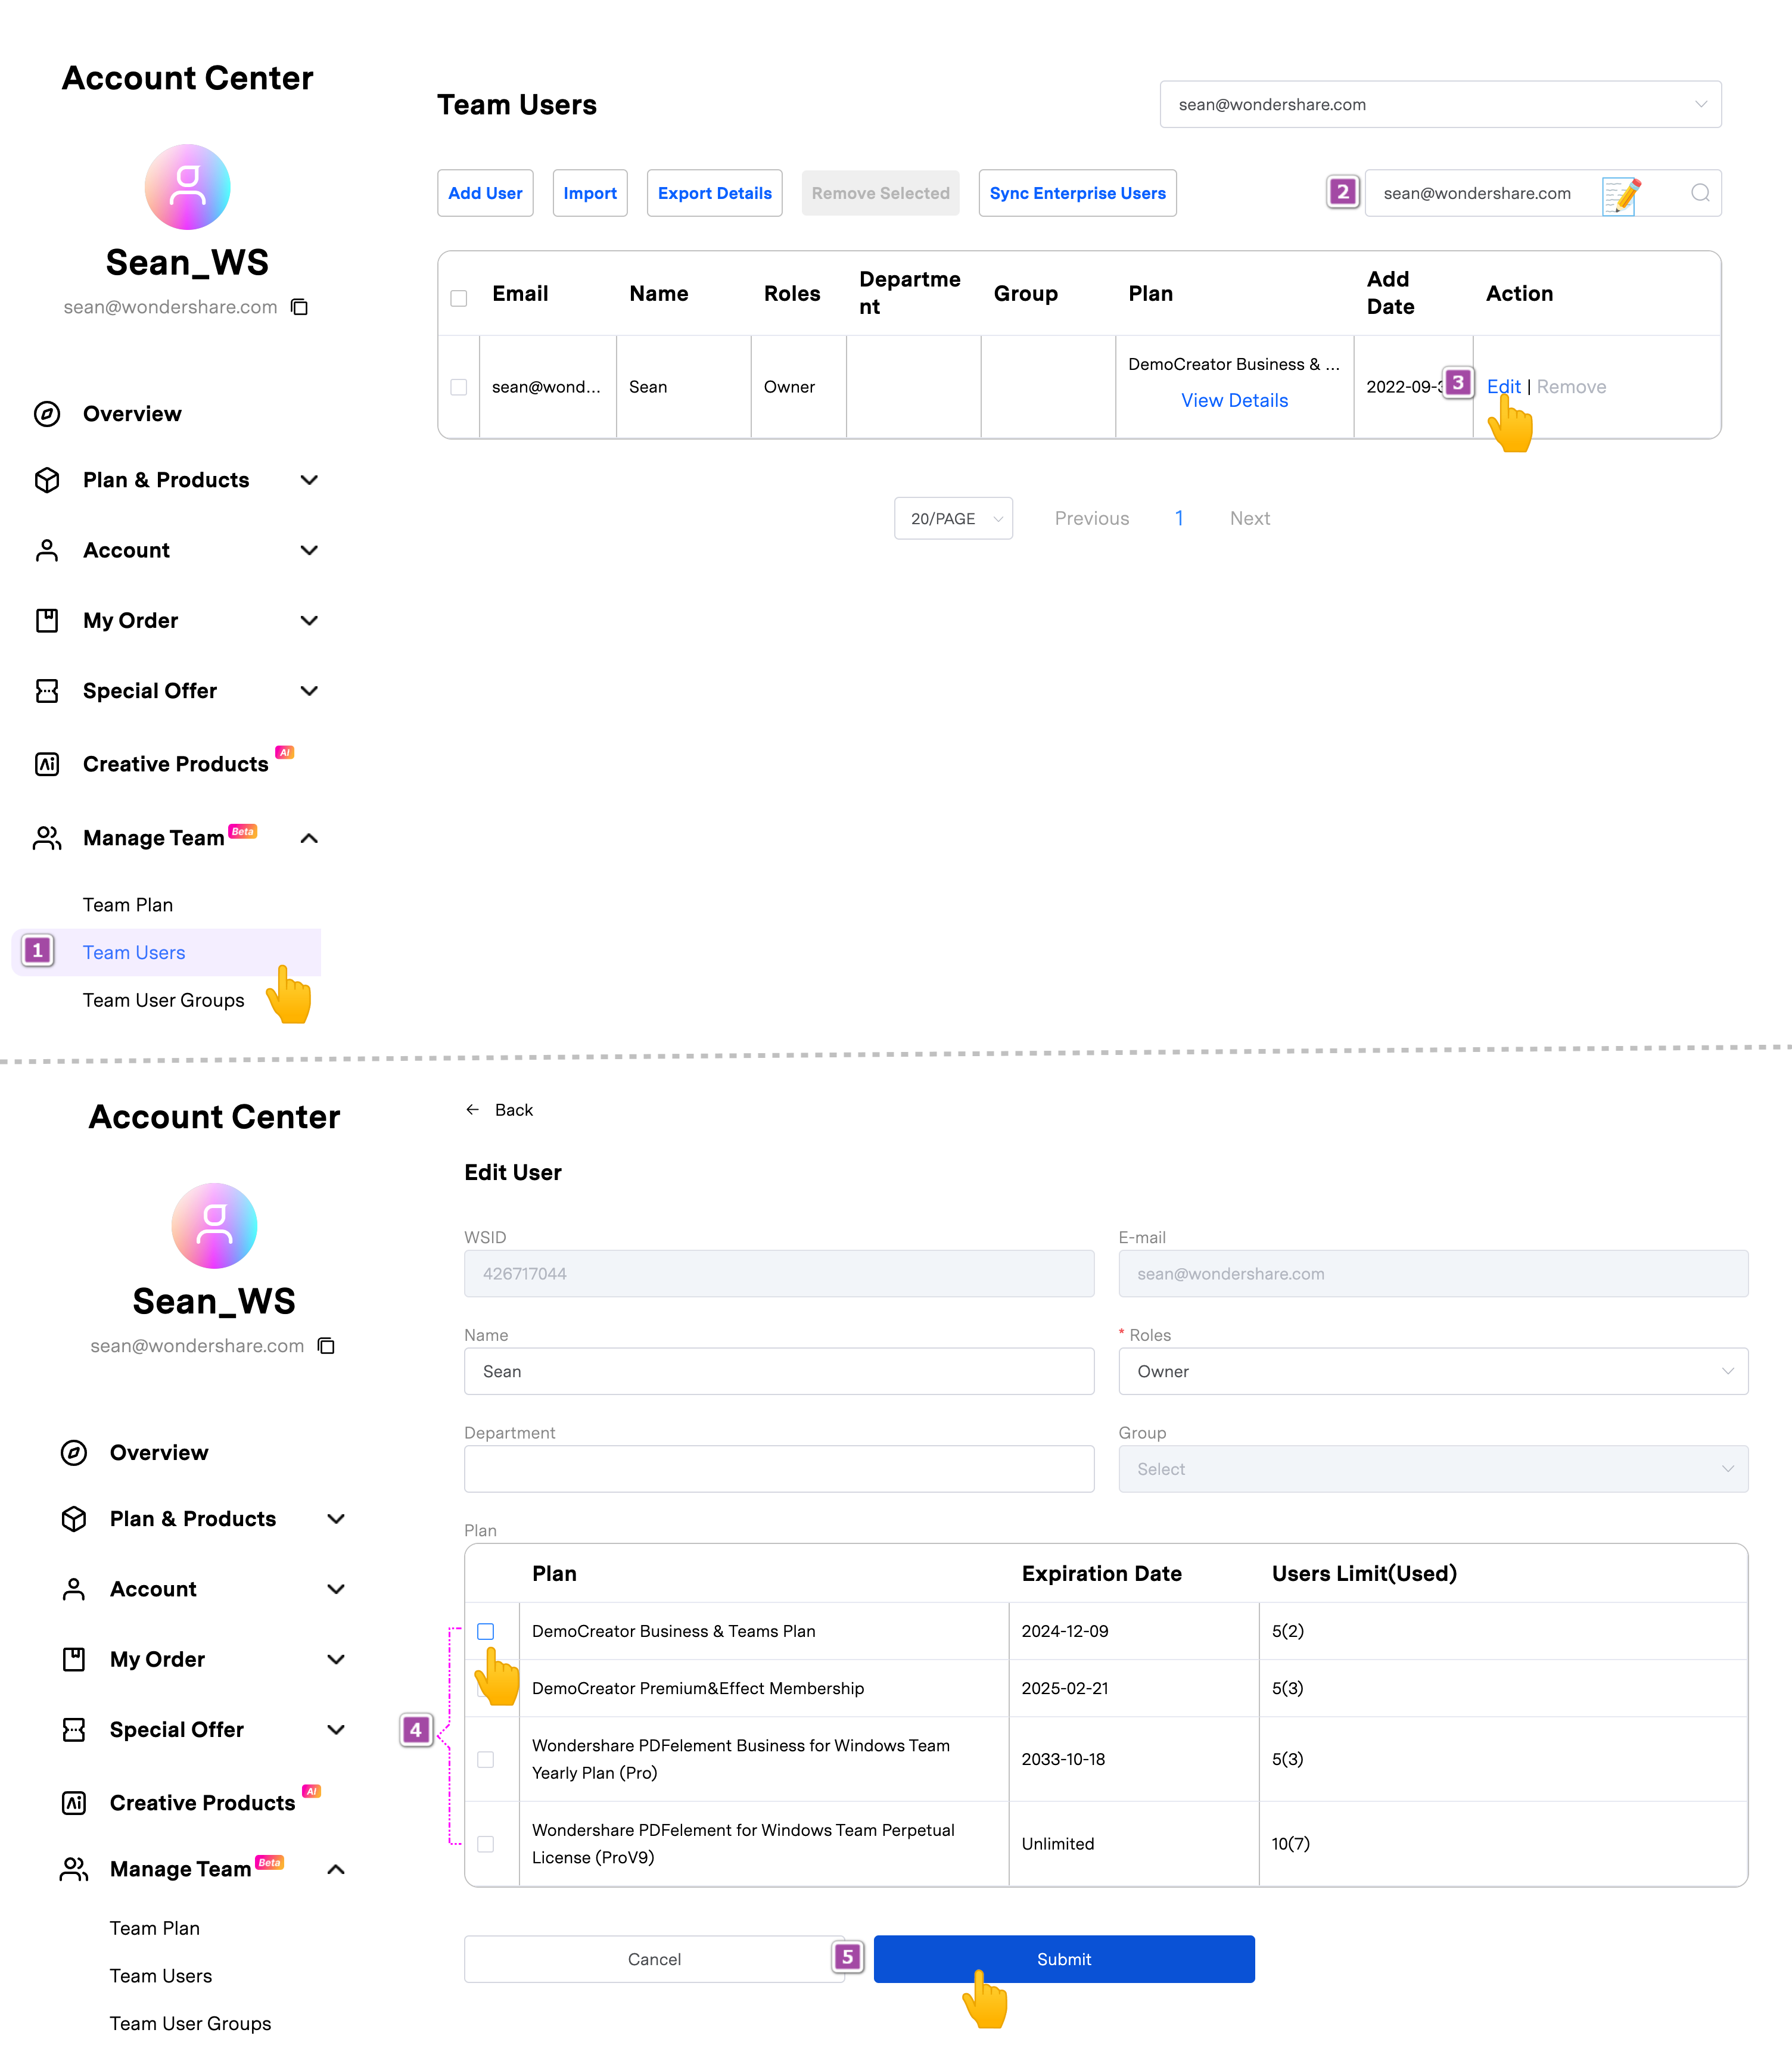 Account Center
Sean_WS
sean@wondershare.com
Overview
Plan & Products
Account
My Order
Special Offer
Creative Products AI
Manage Team Beta
Team Plan
1 Team Users
Team User Groups
Team Users
sean@wondershare.com
Add User Import Export Details Remove Selected Sync Enterprise Users
2 sean@wondershare.com
Email Name Roles Departme Group Plan Add Action
nt Date
DemoCreator Business & ...
sean@wond... Sean Owner 2022-09- 3 Edit | Remove
View Details
20/PAGE Previous 1 Next
Account Center
Sean_WS
sean@wondershare.com
Overview
Plan & Products
Account
My Order
Special Offer
Creative Products AI
Manage Team Beta
Team Plan
Team Users
Team User Groups
Back
Edit User
WSID E-mail
426717044 sean@wondershare.com
Name * Roles
Sean Owner
Department Group
Select
Plan
Plan Expiration Date Users Limit(Used)
DemoCreator Business & Teams Plan 2024-12-09 5(2)
DemoCreator Premium&Effect Membership 2025-02-21 5(3)
4
Wondershare PDFelement Business for Windows Team
Yearly Plan (Pro) 2033-10-18 5(3)
Wondershare PDFelement for Windows Team Perpetual
License (ProV9) Unlimited 10(7)
Cancel 5 Submit